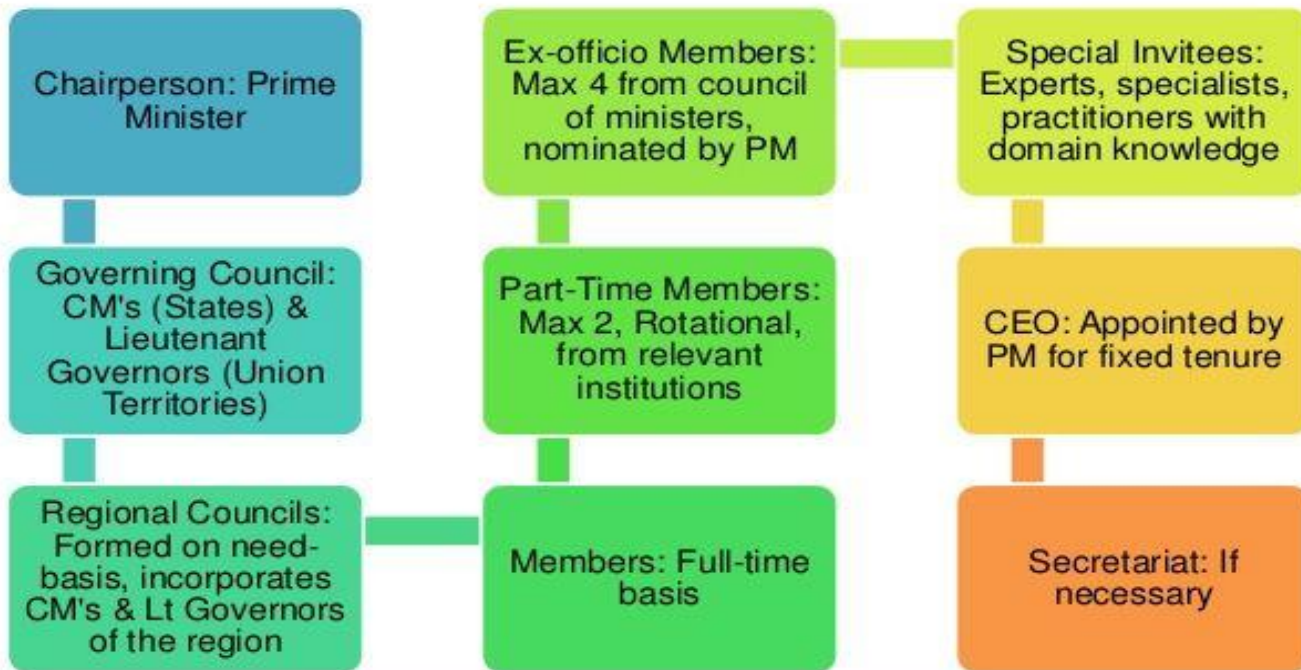 Chairperson: Prime
Minister
Governing Council:
CM's (States) &
Lieutenant
Governors (Union
Territories)
Regional Councils:
Formed on need-
basis, incorporates
CM's & Lt Governors
of the region
Members: Full-time
basis
Part-Time Members:
Max 2, Rotational,
from relevant
institutions
Ex-officio Members:
Max 4 from council
of ministers,
nominated by PM
Special Invitees:
Experts, specialists,
practitioners with
domain knowledge
CEO: Appointed by
PM for fixed tenure
Secretariat: If
necessary